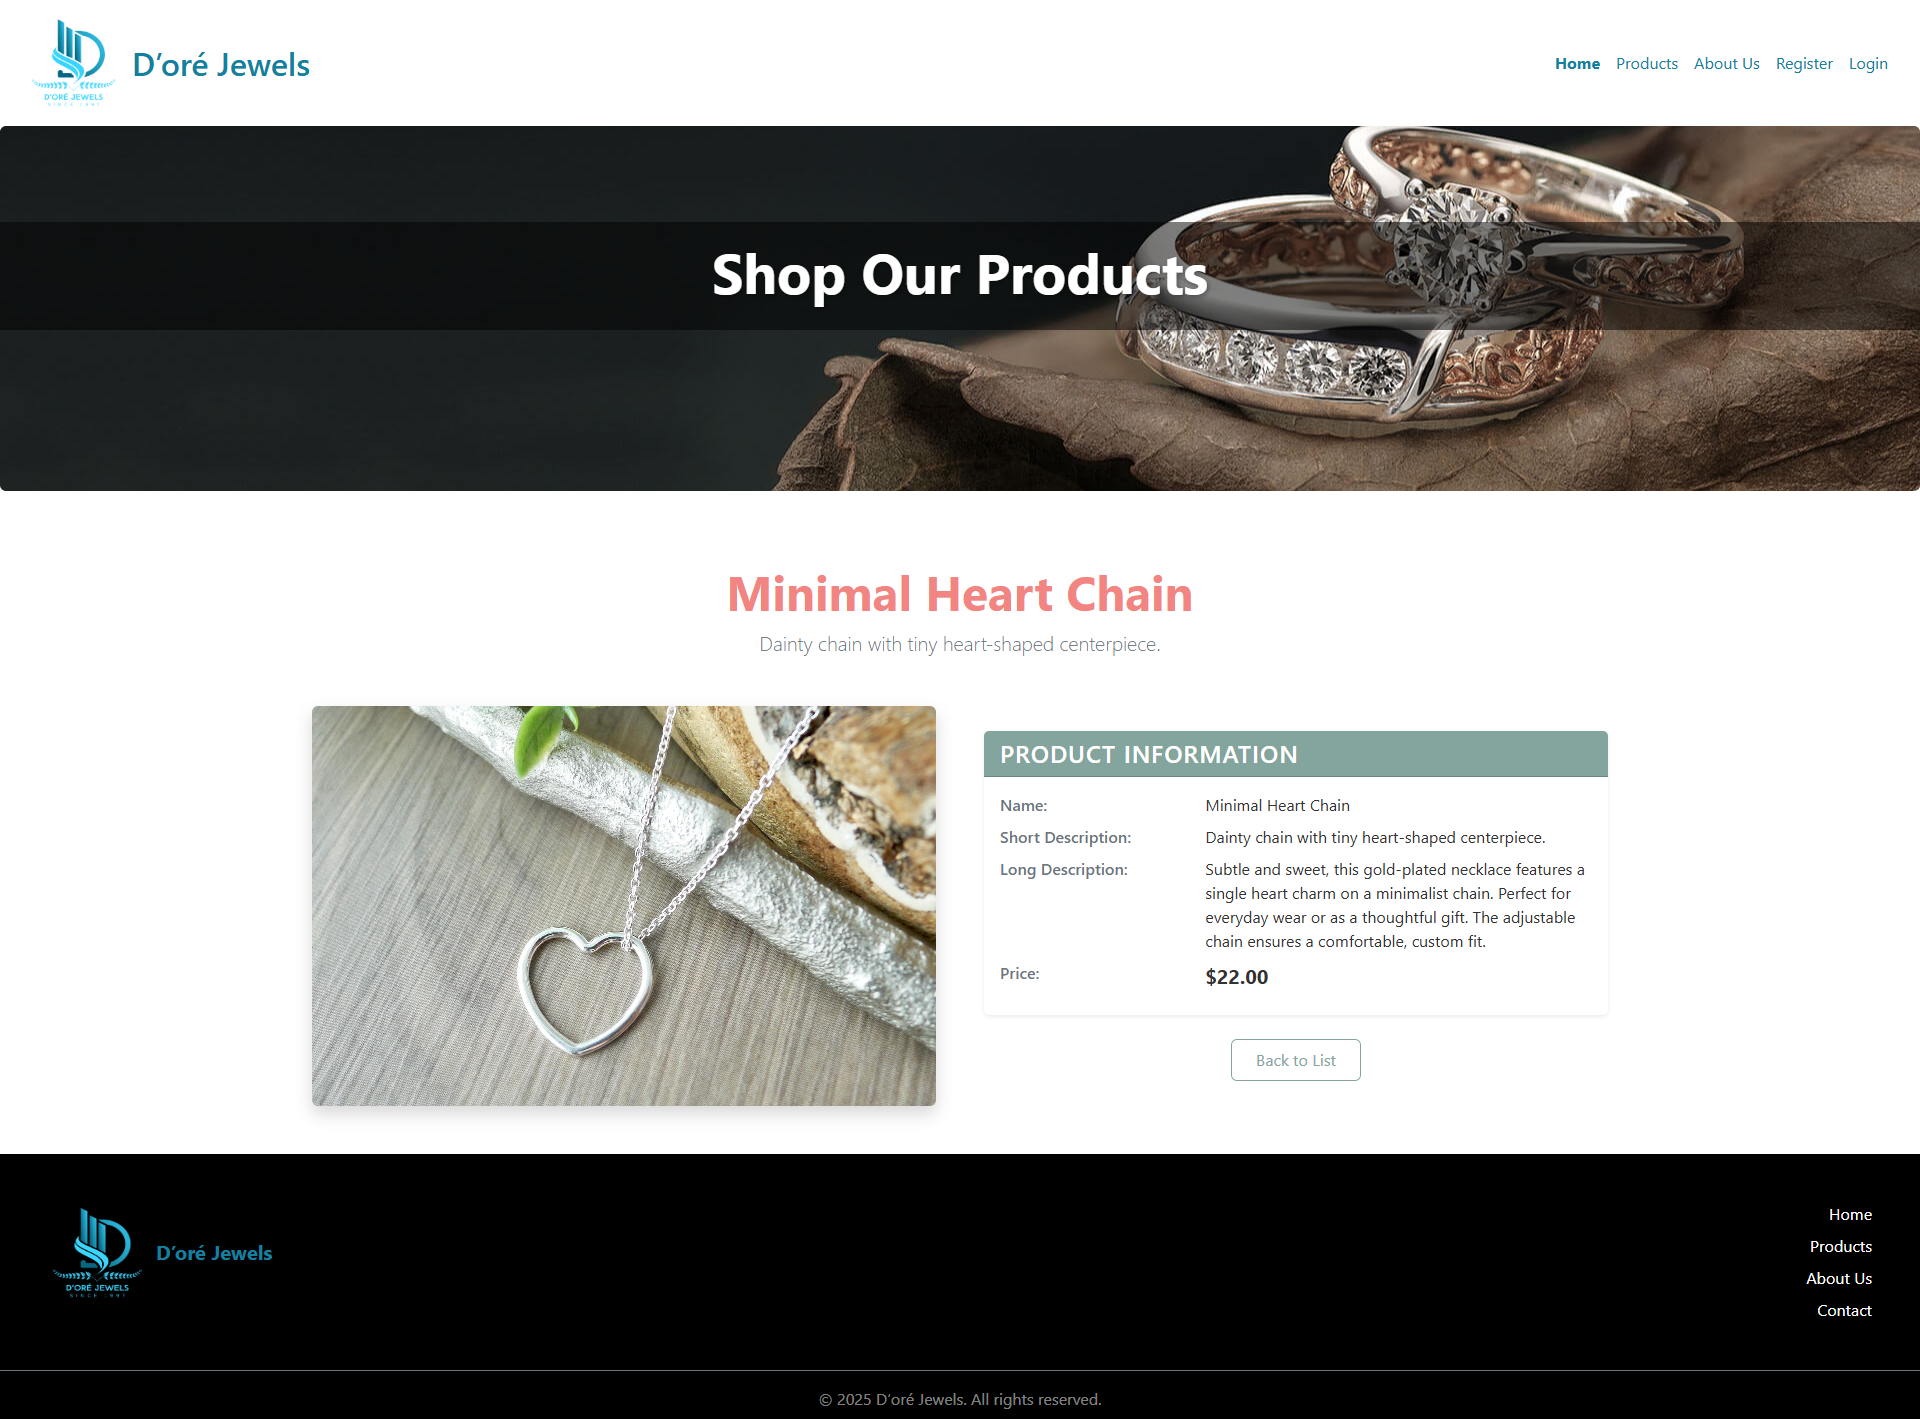 D'ORÉ JEWELS
SINCE 1997
D'oré Jewels
Home
Products
About Us
Register
Login
Shop Our Products
Minimal Heart Chain
Dainty chain with tiny heart-shaped centerpiece.
PRODUCT INFORMATION
Name:
Minimal Heart Chain
Short Description:
Dainty chain with tiny heart-shaped centerpiece.
Long Description:
Subtle and sweet, this gold-plated necklace features a
single heart charm on a minimalist chain. Perfect for
everyday wear or as a thoughtful gift. The adjustable
chain ensures a comfortable, custom fit.
Price:
$22.00
Back to List
D'ORÉ JEWELS
SINCE 1997
D'oré Jewels
Home
Products
About Us
Contact
© 2025 D'oré Jewels. All rights reserved.